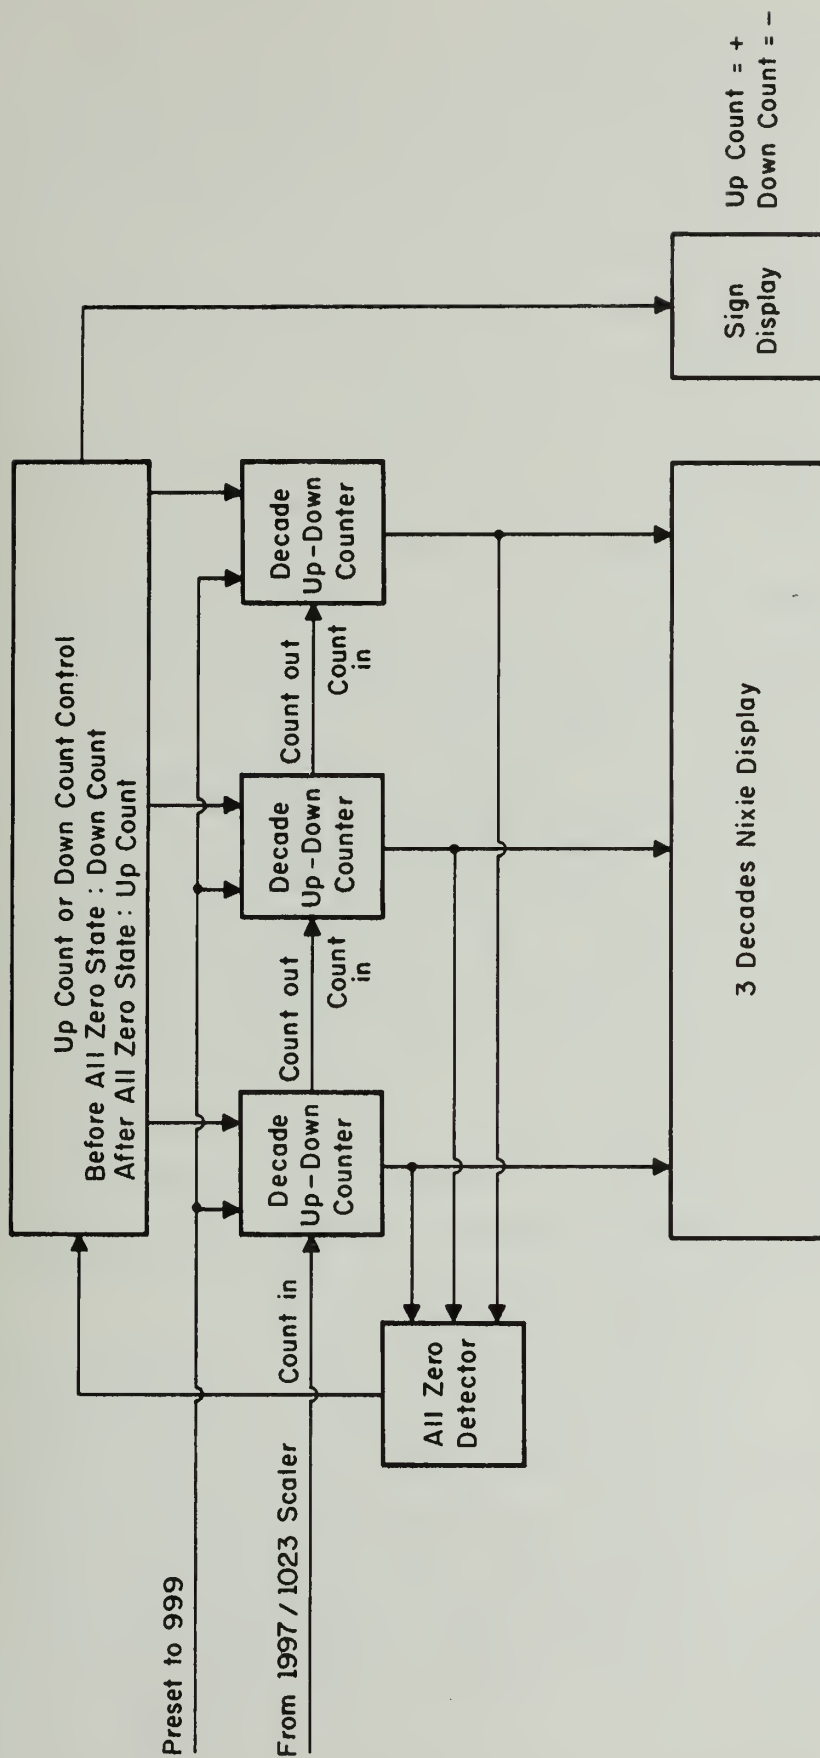 Up Count or Down Count Control
Before All Zero State : Down Count
After All Zero State : Up Count
Preset to 999
From 1997 / 1023 Scaler
Count in
Decade
Up-Down
Counter
Count out
Count
in
Decade
Up-Down
Counter
Count out
Count
in
Decade
Up-Down
Counter
All Zero
Detector
3 Decades Nixie Display
Sign
Display
Up Count = +
Down Count = −